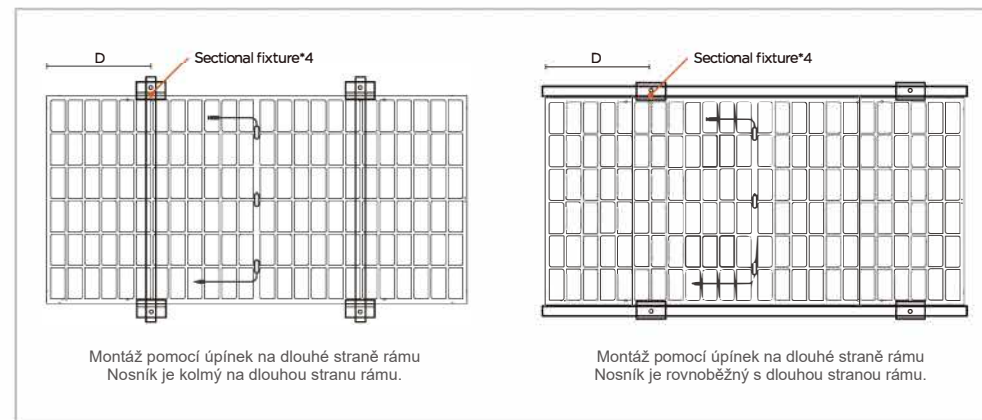 D
Sectional fixture*4
Montáž pomocí úpínek na dlouhé straně rámu
Nosník je kolmý na dlouhou stranu rámu.
D
Sectional fixture*4
Montáž pomocí úpínek na dlouhé straně rámu
Nosník je rovnoběžný s dlouhou stranou rámu.